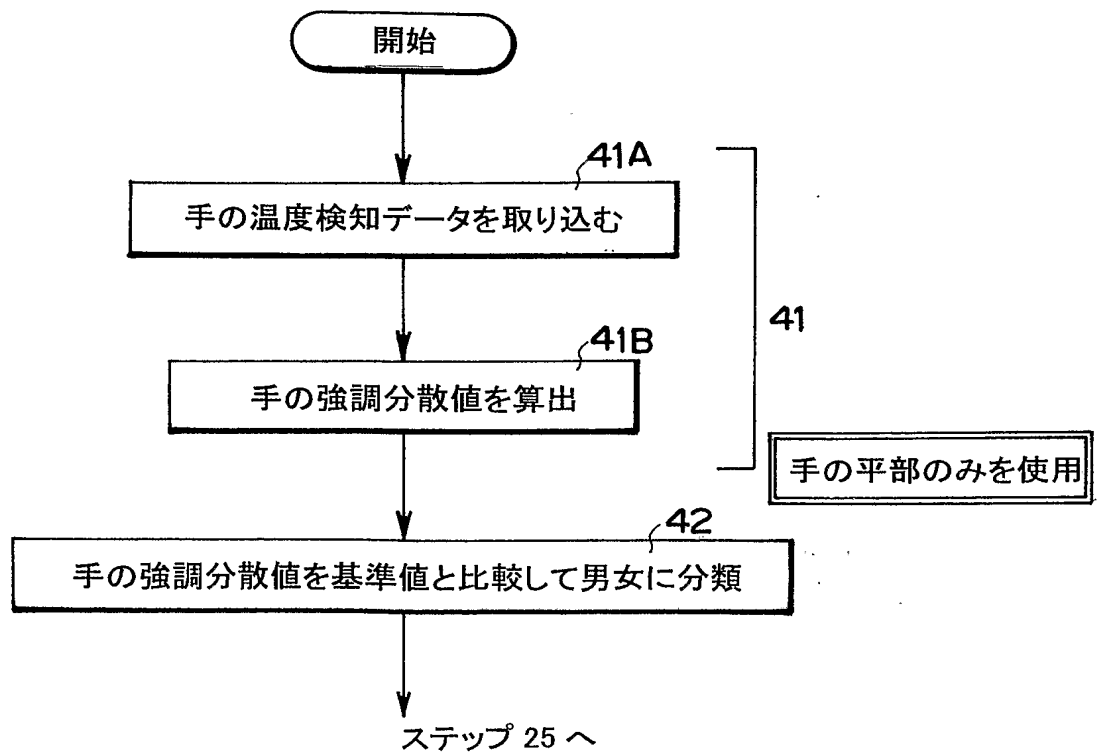 開始
41A
手の温度検知データを取り込む
41
41B
手の強調分散値を算出
手の平部のみを使用
42
手の強調分散値を基準値と比較して男女に分類
ステップ 25 へ